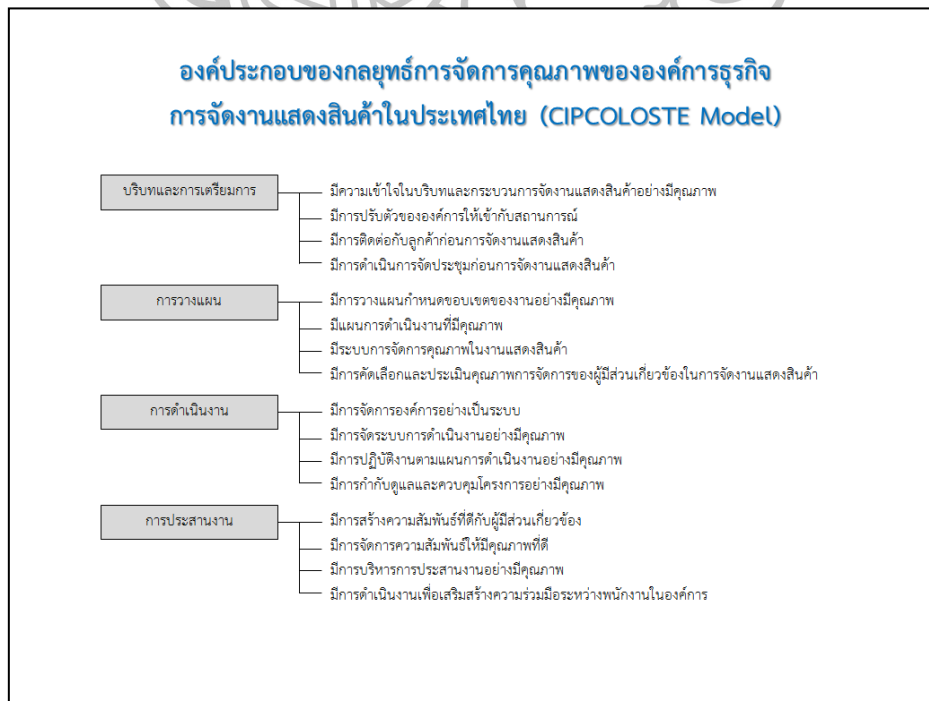 องค์ประกอบของกลยุทธ์การจัดการคุณภาพขององค์การธุรกิจ
การจัดงานแสดงสินค้าในประเทศไทย (CIPCOLOSTE Model)
บริบทและการเตรียมการ
มีความเข้าใจในบริบทและกระบวนการจัดงานแสดงสินค้าอย่างมีคุณภาพ
มีการปรับตัวขององค์การให้เข้ากับสถานการณ์
มีการติดต่อกับลูกค้าก่อนการจัดงานแสดงสินค้า
มีการดำเนินการจัดประชุมก่อนการจัดงานแสดงสินค้า
การวางแผน
มีการวางแผนกำหนดขอบเขตของงานอย่างมีคุณภาพ
มีแผนการดำเนินงานที่มีคุณภาพ
มีระบบการจัดการคุณภาพในงานแสดงสินค้า
มีการคัดเลือกและประเมินคุณภาพการจัดการของผู้มีส่วนเกี่ยวข้องในการจัดงานแสดงสินค้า
การดำเนินงาน
มีการจัดการองค์การอย่างเป็นระบบ
มีการจัดระบบการดำเนินงานอย่างมีคุณภาพ
มีการปฏิบัติงานตามแผนการดำเนินงานอย่างมีคุณภาพ
มีการกำกับดูแลและควบคุมโครงการอย่างมีคุณภาพ
การประสานงาน
มีการสร้างความสัมพันธ์ที่ดีกับผู้มีส่วนเกี่ยวข้อง
มีการจัดการความสัมพันธ์ให้มีคุณภาพที่ดี
มีการบริหารการประสานงานอย่างมีคุณภาพ
มีการดำเนินงานเพื่อเสริมสร้างความร่วมมือระหว่างพนักงานในองค์การ